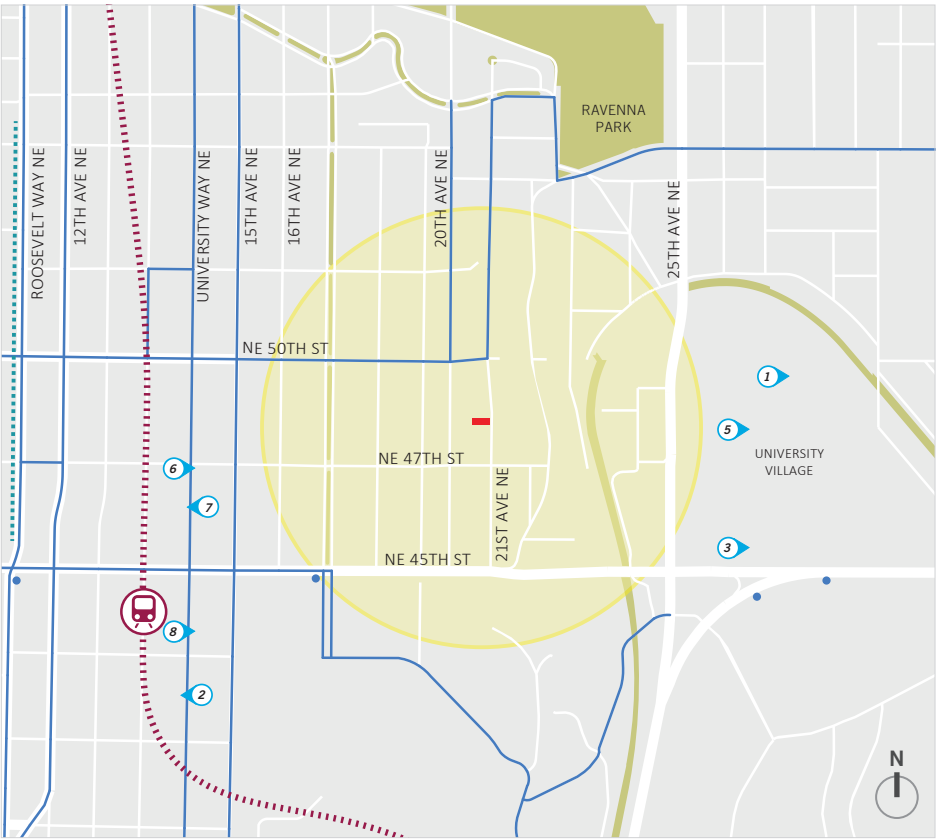 RAVENNA
PARK
ROOSEVELT WAY NE
12TH AVE NE
UNIVERSITY WAY NE
15TH AVE NE
16TH AVE NE
20TH AVE NE
25TH AVE NE
NE 50TH ST
1
5
UNIVERSITY
VILLAGE
NE 47TH ST
6
7
21ST AVE NE
3
NE 45TH ST
8
2
N